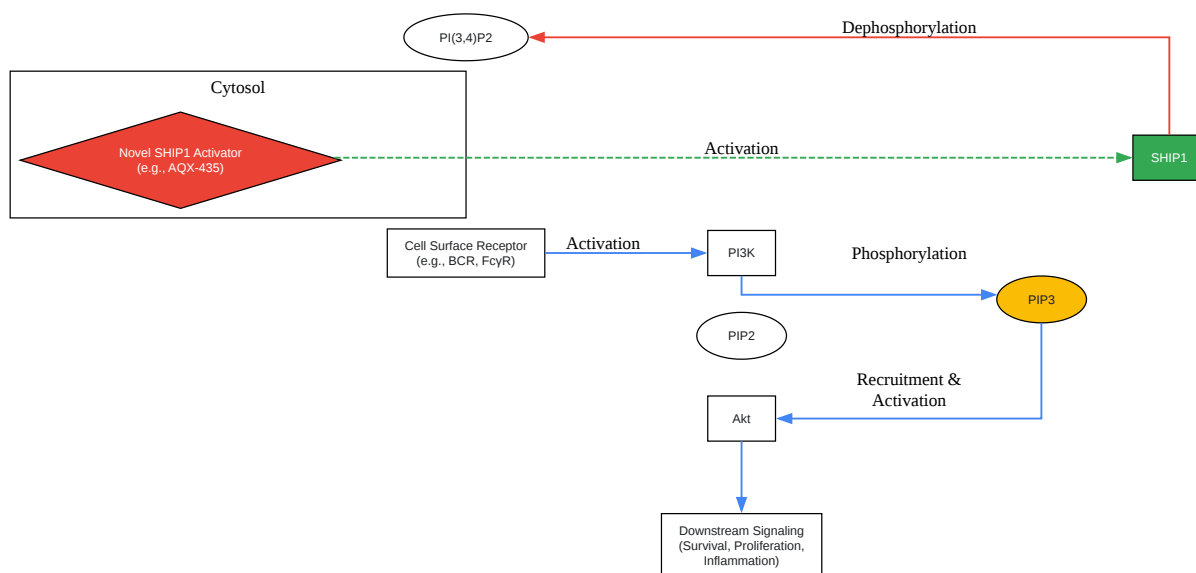 PI(3,4)P2
Dephosphorylation
Cytosol
Novel SHIP1 Activator
(e.g., AQX-435)
Activation
SHIP1
Cell Surface Receptor
(e.g., BCR, FcγR)
Activation
PI3K
Phosphorylation
PIP3
PIP2
Recruitment &
Activation
Akt
Downstream Signaling
(Survival, Proliferation,
Inflammation)